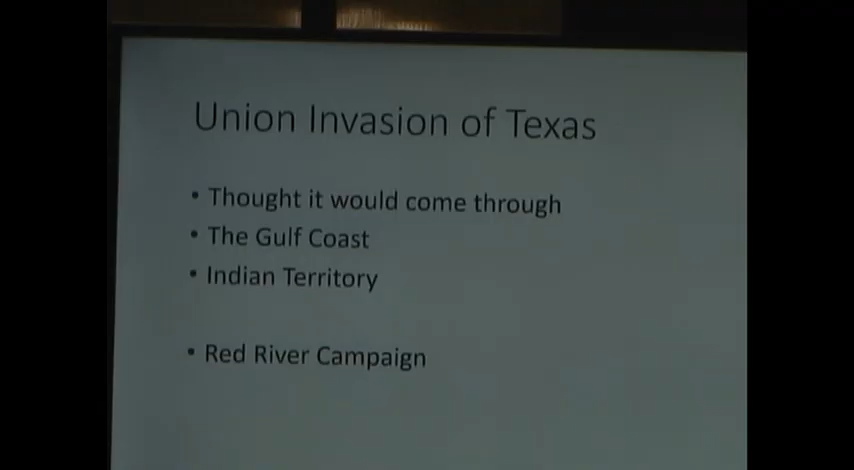 Union Invasion of Texas
• Thought it would come through
• The Gulf Coast
• Indian Territory
• Red River Campaign